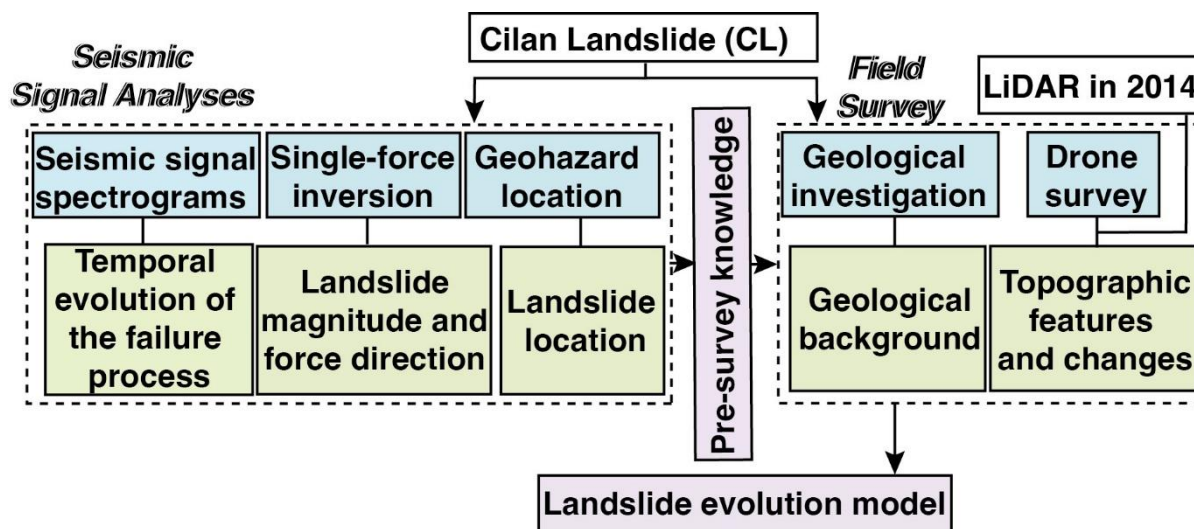 Cilan Landslide (CL)
Seismic
Signal Analyses
Field
Survey
LiDAR in 2014
Seismic signal
spectrograms
Single-force
inversion
Geohazard
location
Pre-survey knowledge
Geological
investigation
Drone
survey
Temporal
evolution of
the failure
process
Landslide
magnitude and
force direction
Landslide
location
Geological
background
Topographic
features
and changes
Landslide evolution model